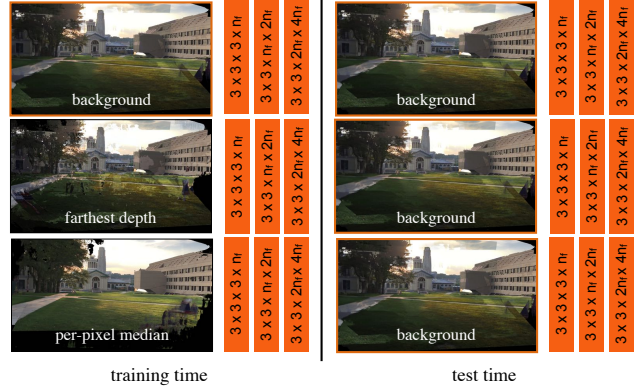 background
3 x 3 x 3 x nf
3 x 3 x nf x 2nf
3 x 3 x 2nf x 4nf
background
3 x 3 x 3 x nf
3 x 3 x nf x 2nf
3 x 3 x 2nf x 4nf
farthest depth
3 x 3 x 3 x nf
3 x 3 x nf x 2nf
3 x 3 x 2nf x 4nf
background
3 x 3 x 3 x nf
3 x 3 x nf x 2nf
3 x 3 x 2nf x 4nf
per-pixel median
3 x 3 x 3 x nf
3 x 3 x nf x 2nf
3 x 3 x 2nf x 4nf
background
3 x 3 x 3 x nf
3 x 3 x nf x 2nf
3 x 3 x 2nf x 4nf
training time
test time